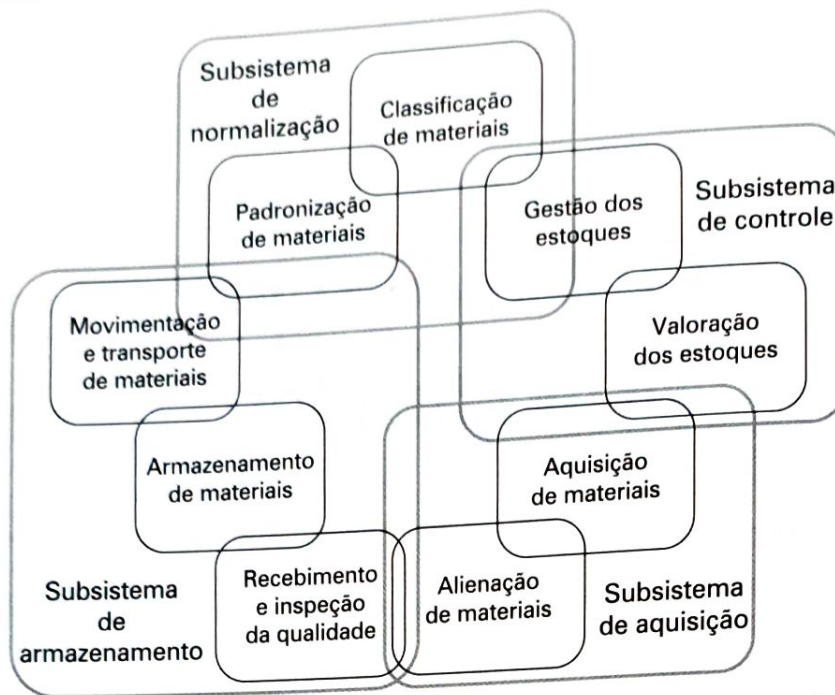 Subsistema
de
normalização
Classificação
de materiais
Padronização
de materiais
Gestão dos
estoques
Subsistema
de controle
Valoração
dos estoques
Movimentação
e transporte
de materiais
Armazenamento
de materiais
Recebimento
e inspeção
da qualidade
Subsistema
de
armazenamento
Aquisição
de materiais
Alienação
de materiais
Subsistema
de aquisição